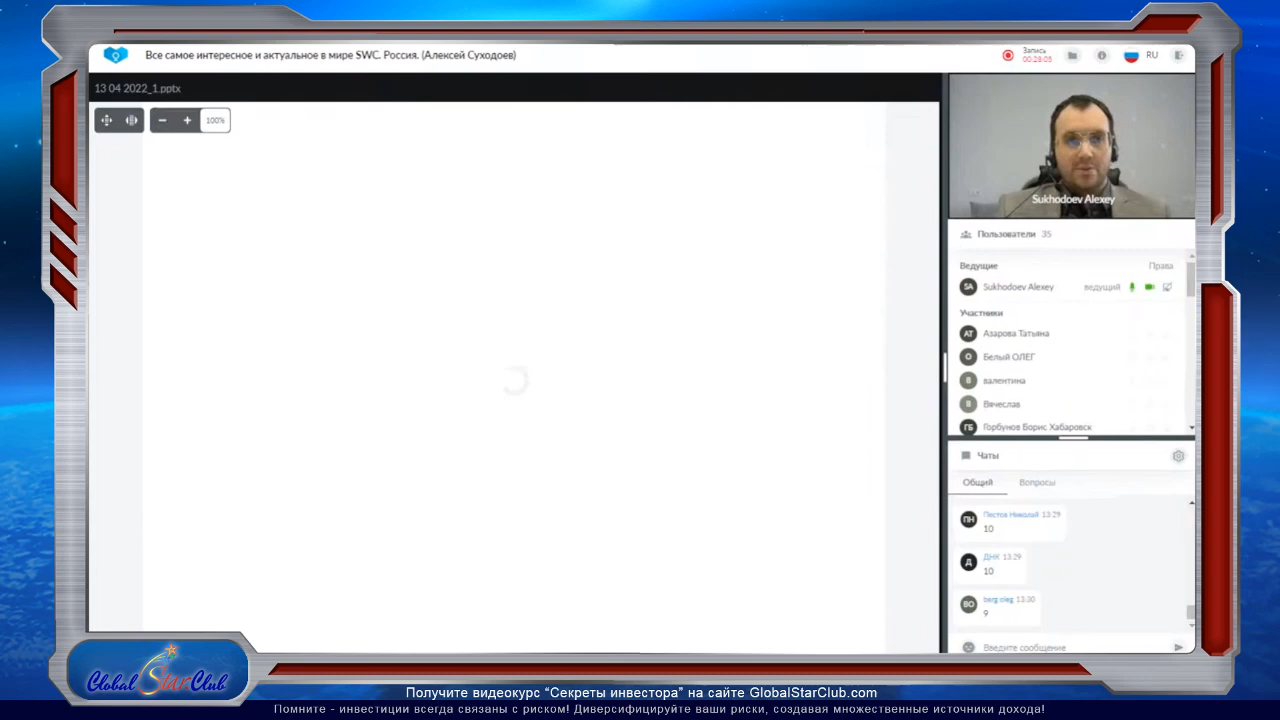 Все самое интересное и актуальное в мире SWC. Россия. (Алексей Суходоев)
Запись
00:28:05
RU
13 04 2022_1.pptx
100%
Sukhodoev Alexey
Пользователи 35
Ведущие Права
SA Sukhodoev Alexey ведущий
Участники
АТ Азарова Татьяна
О Белый ОЛЕГ
В валентина
В Вячеслав
ГБ Горбунов Борис Хабаровск
Чаты
Общий Вопросы
ПН Пестов Николай 13:29
10
Д ДНК 13:29
10
BO berg oleg 13:30
9
Введите сообщение
Global Star Club
Получите видеокурс "Секреты инвестора" на сайте GlobalStarClub.com
Помните - инвестиции всегда связаны с риском! Диверсифицируйте ваши риски, создавая множественные источники дохода!